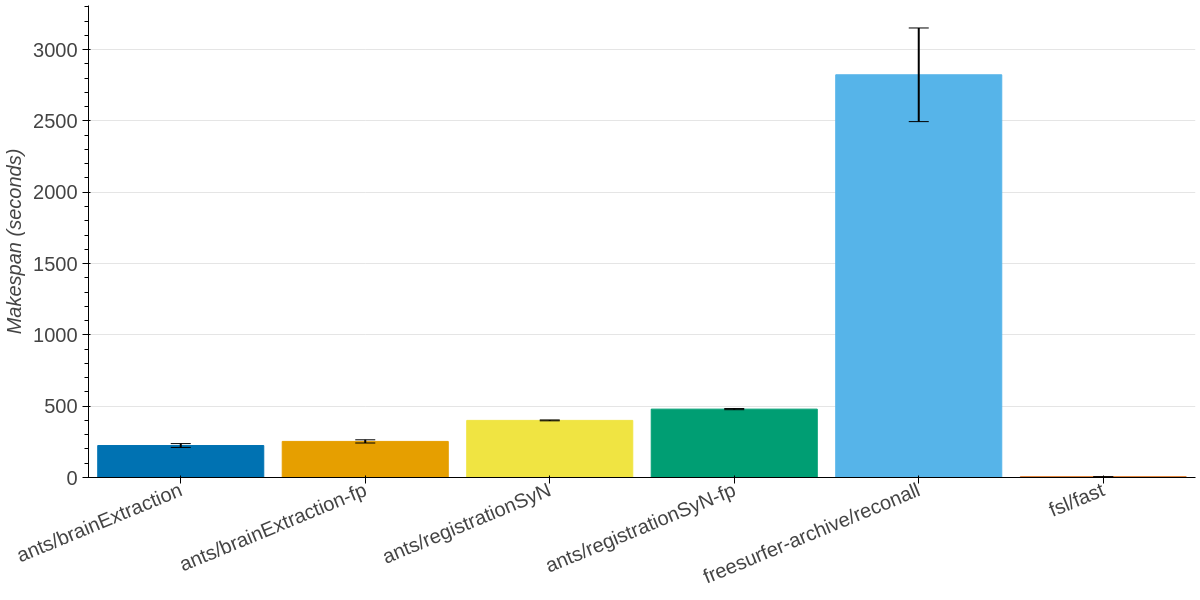 Makespan (seconds)
3000
2500
2000
1500
1000
500
0
ants/brainExtraction
ants/brainExtraction-fp
ants/registrationSyN
ants/registrationSyN-fp
freesurfer-archive/reconall
fsl/fast